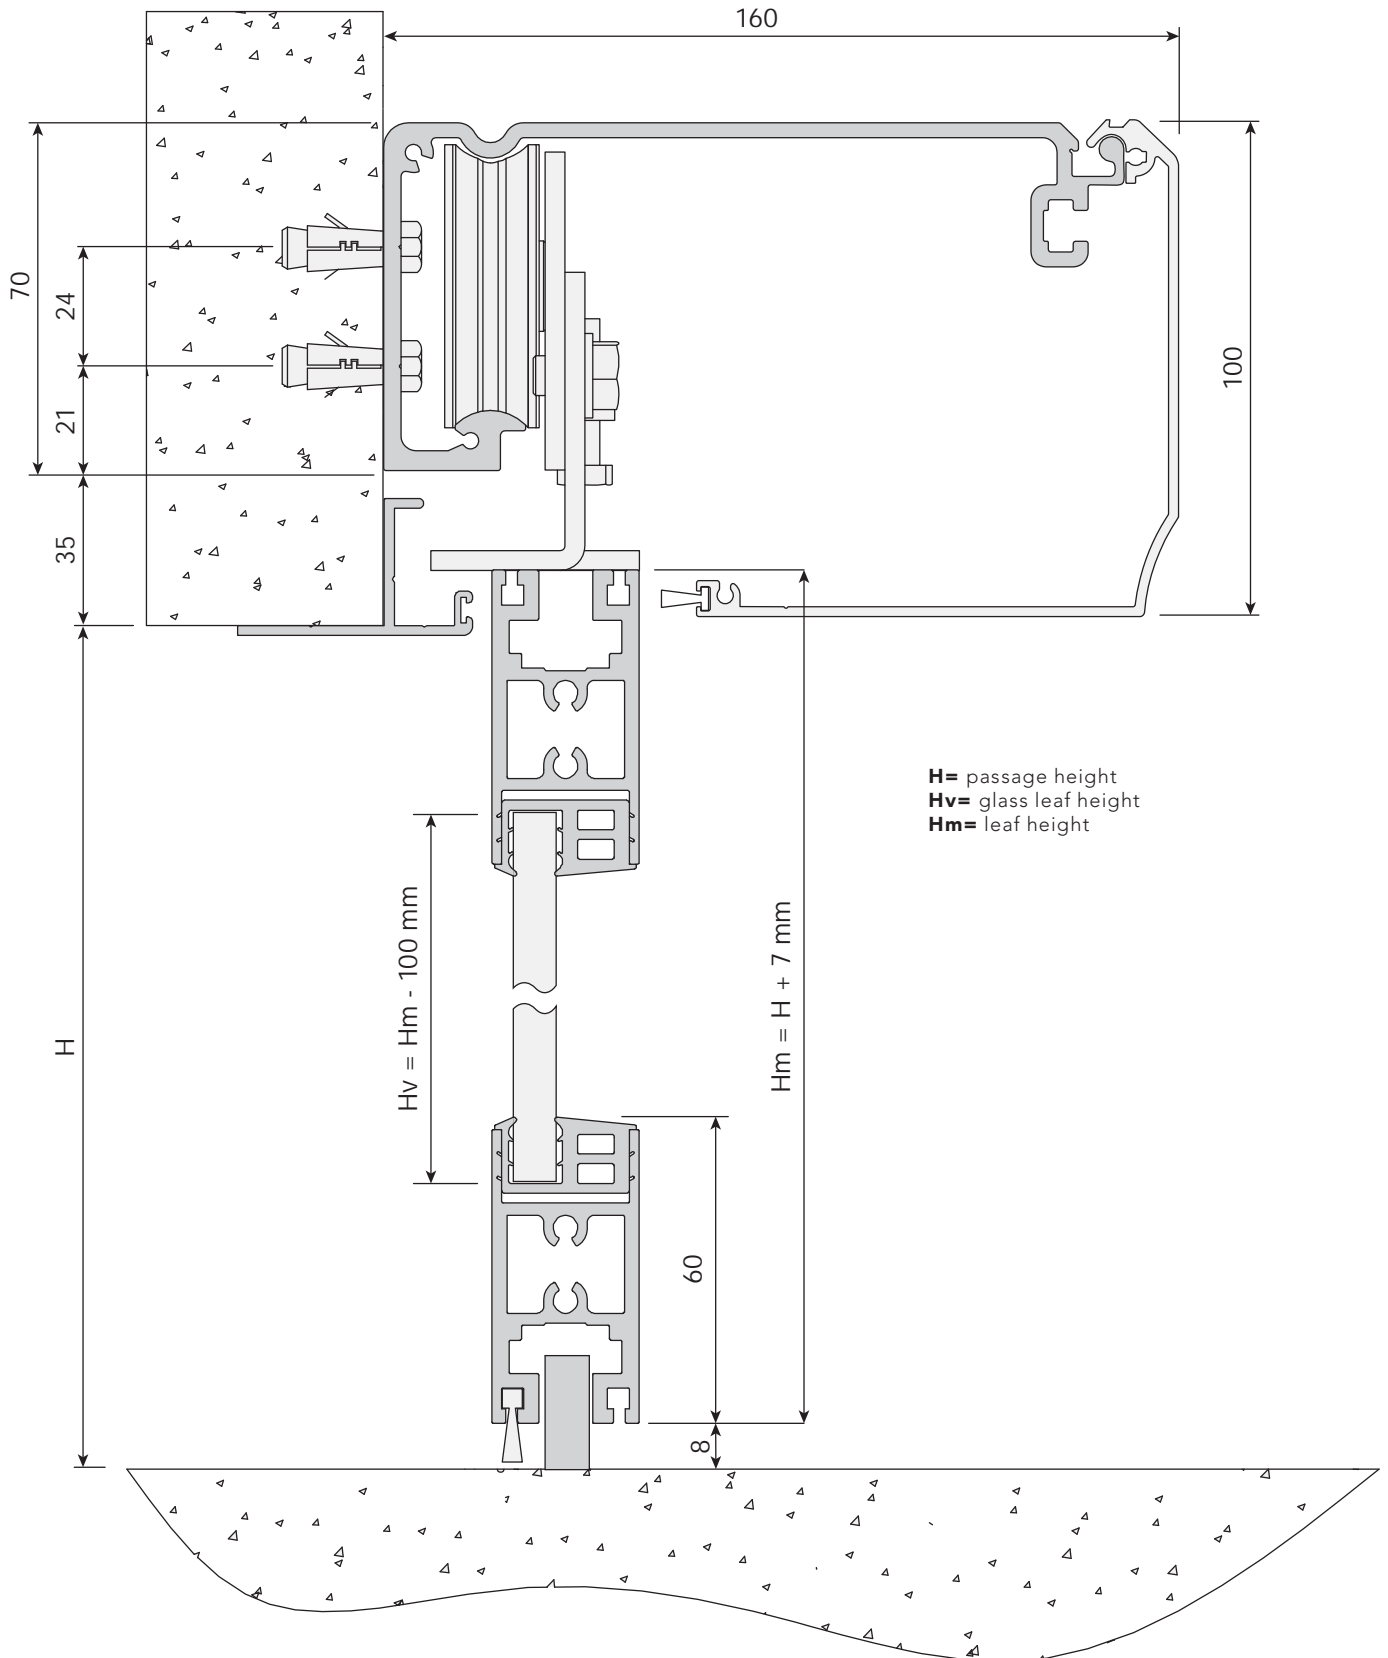 160
70
24
21
35
100
H= passage height
Hv= glass leaf height
Hm= leaf height
Hv = Hm - 100 mm
Hm = H + 7 mm
H
60
8